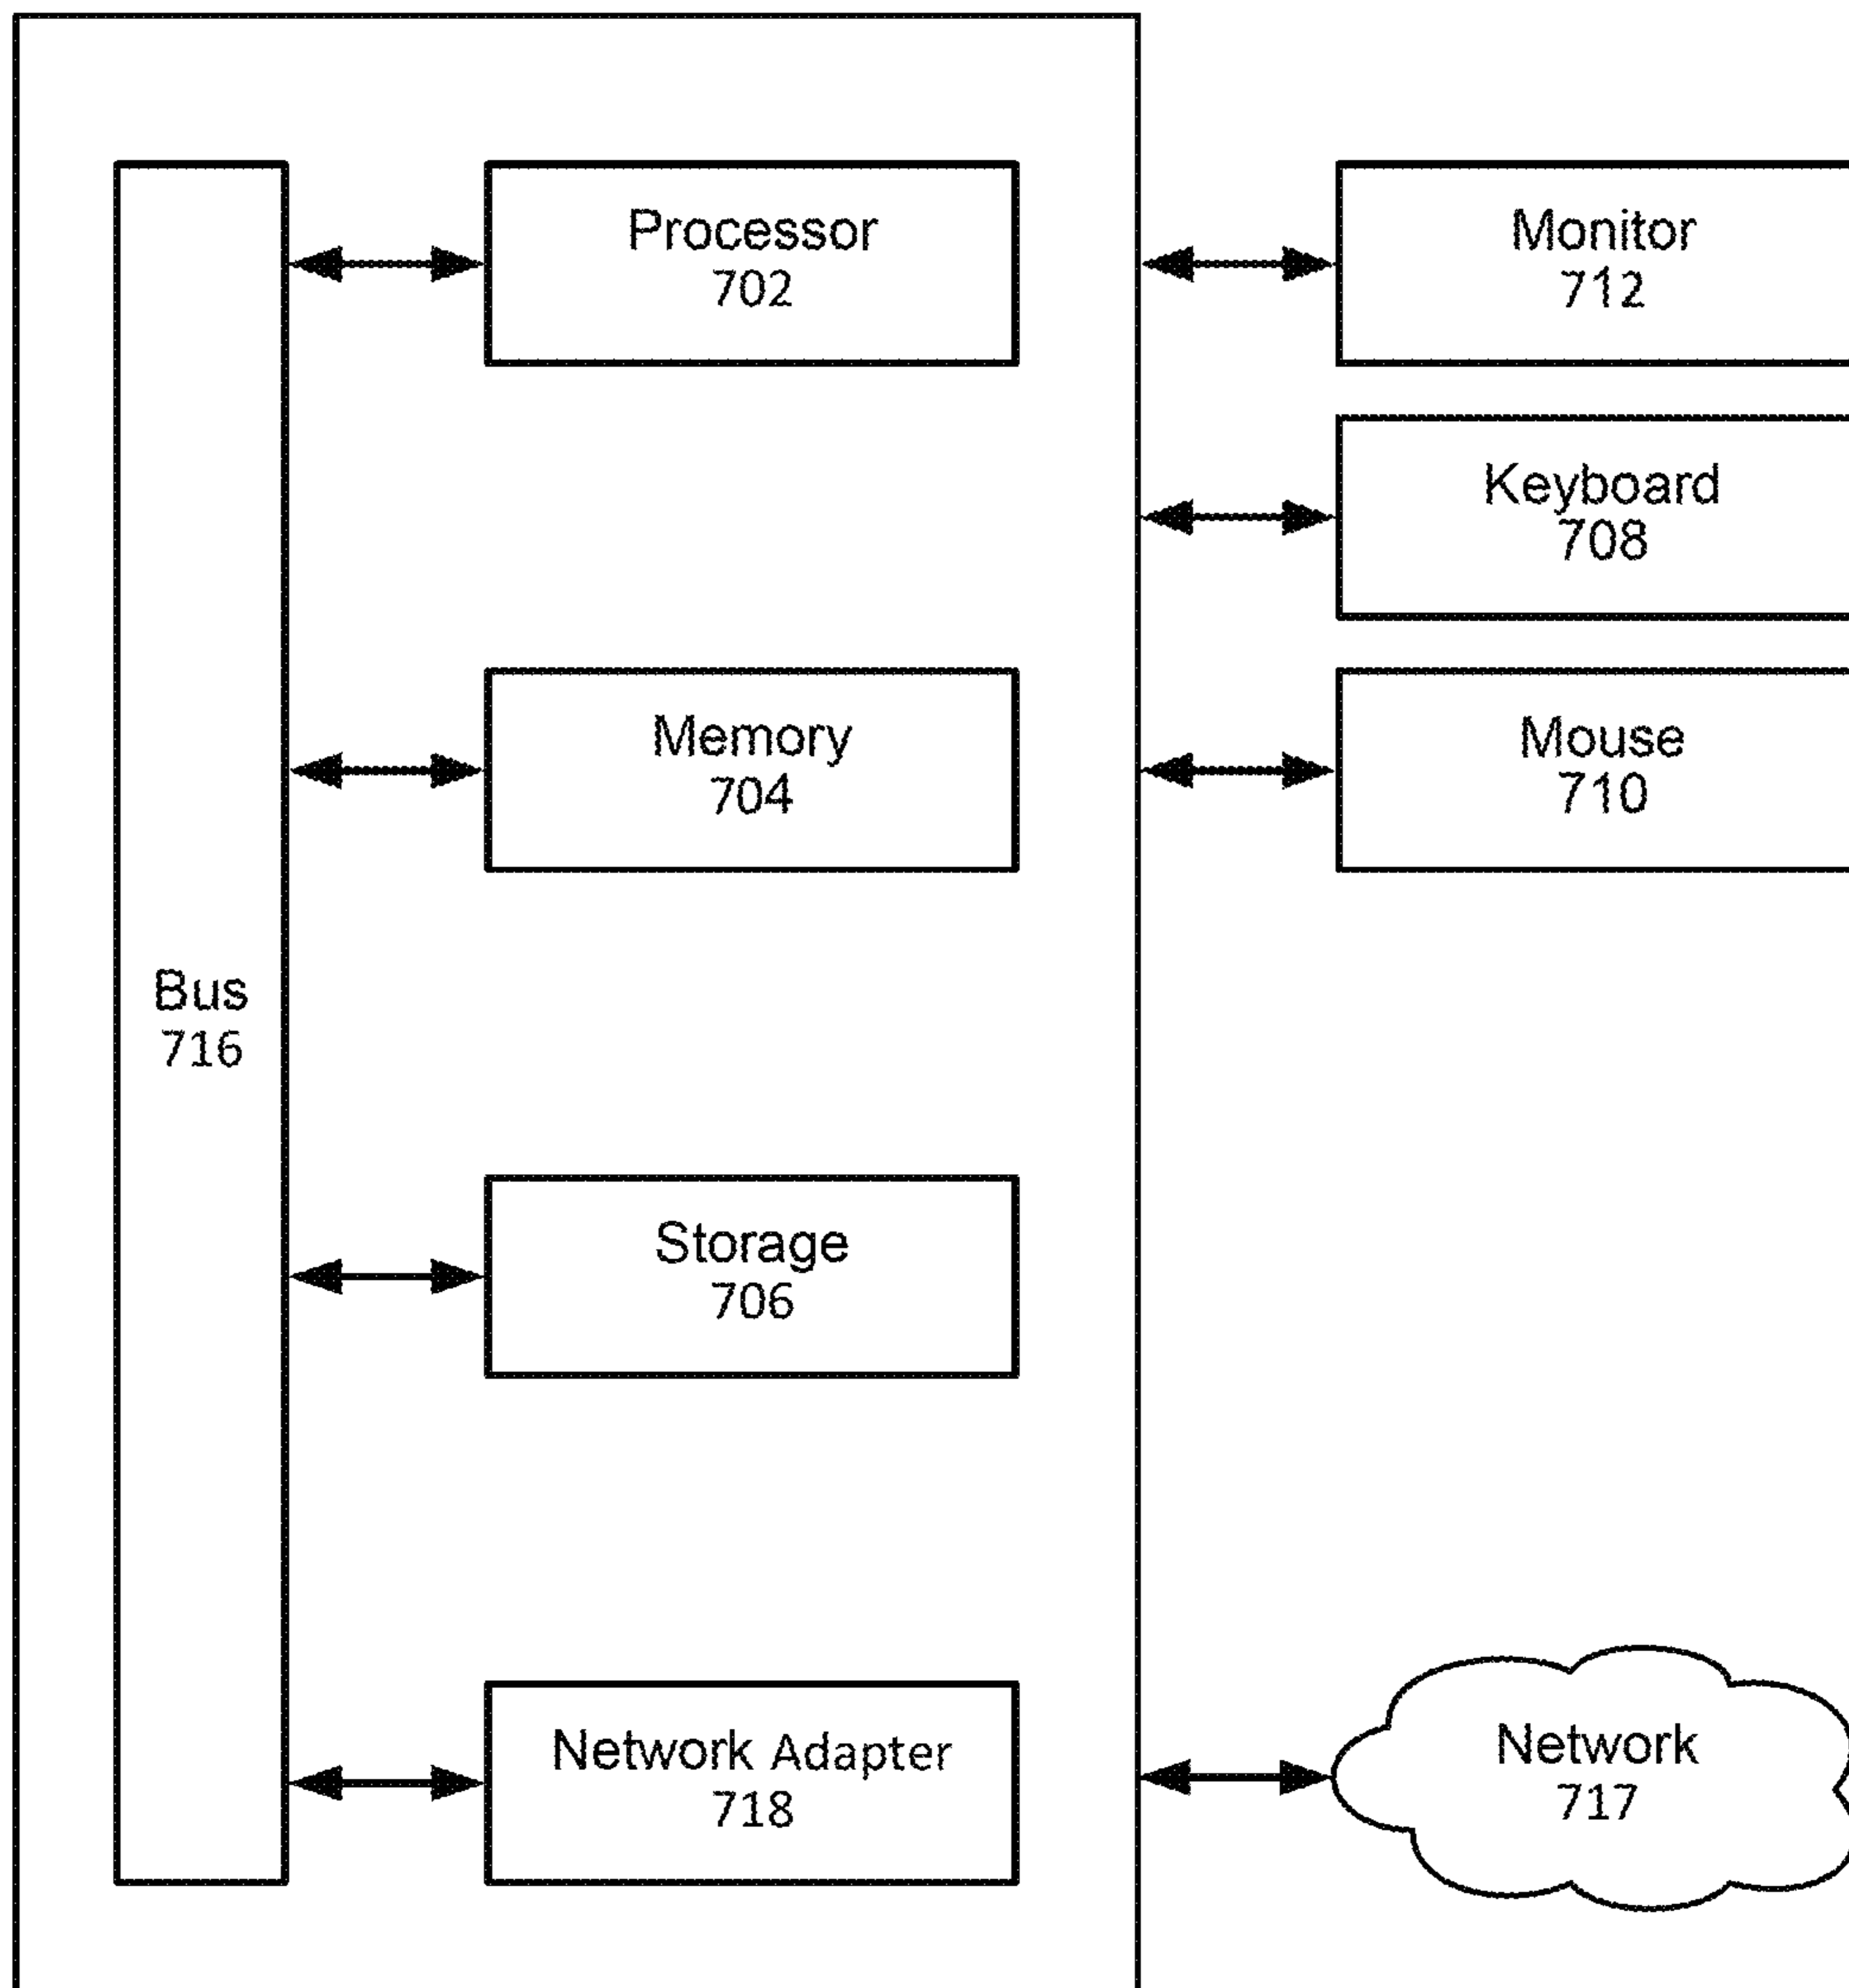 Processor
702
Monitor
712
Keyboard
708
Memory
704
Mouse
710
Bus
716
Storage
706
Network Adapter
718
Network
717